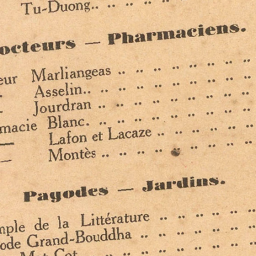 Tu-Duong.. .. .. .. ..
octeurs — Pharmaciens.
eur Marliangeas .. .. .. .. .. ..
— Asselin.. .. .. .. .. .. ..
Jourdran .. .. .. .. .. ..
macie Blanc. .. .. .. .. .. ..
— Lafon et Lacaze .. .. .. ..
— Montès .. .. .. .. .. .. ..
Pagodes — Jardins.
mple de la Littérature .. .. .. ..
ode Grand-Bouddha .. .. .. .. ..